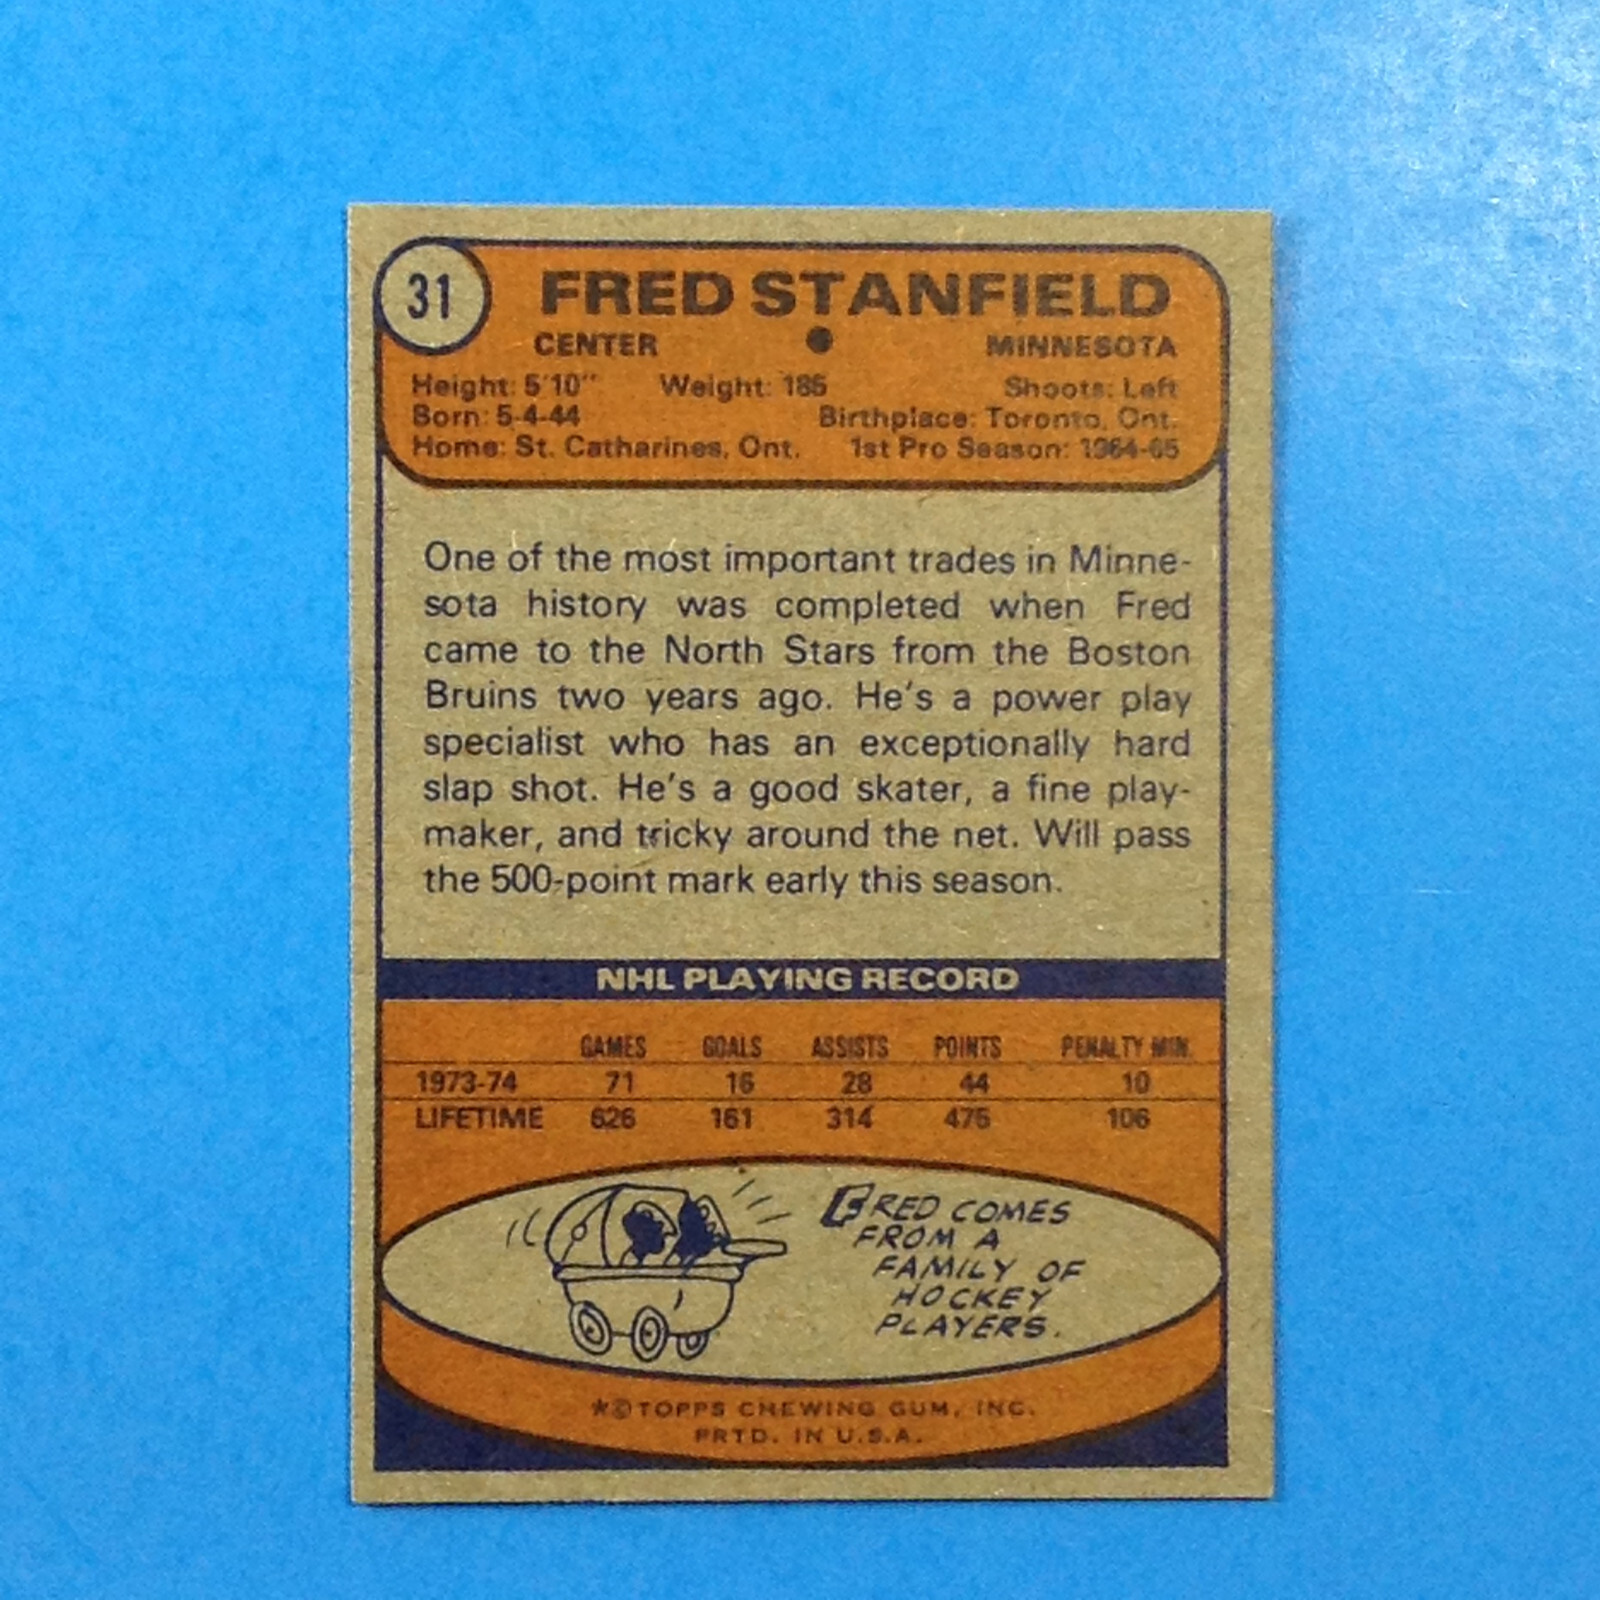 31
FRED STANFIELD
CENTER ● MINNESOTA
Height: 5'10" Weight: 185 Shoots: Left
Born: 5-4-44 Birthplace: Toronto, Ont.
Home: St. Catharines, Ont. 1st Pro Season: 1964-65
One of the most important trades in Minne-
sota history was completed when Fred
came to the North Stars from the Boston
Bruins two years ago. He's a power play
specialist who has an exceptionally hard
slap shot. He's a good skater, a fine play-
maker, and tricky around the net. Will pass
the 500-point mark early this season.
NHL PLAYING RECORD
GAMES GOALS ASSISTS POINTS PENALTY MIN.
1973-74 71 16 28 44 10
LIFETIME 626 161 314 475 106
FRED COMES
FROM A
FAMILY OF
HOCKEY
PLAYERS.
★©TOPPS CHEWING GUM, INC.
PRTD. IN U.S.A.